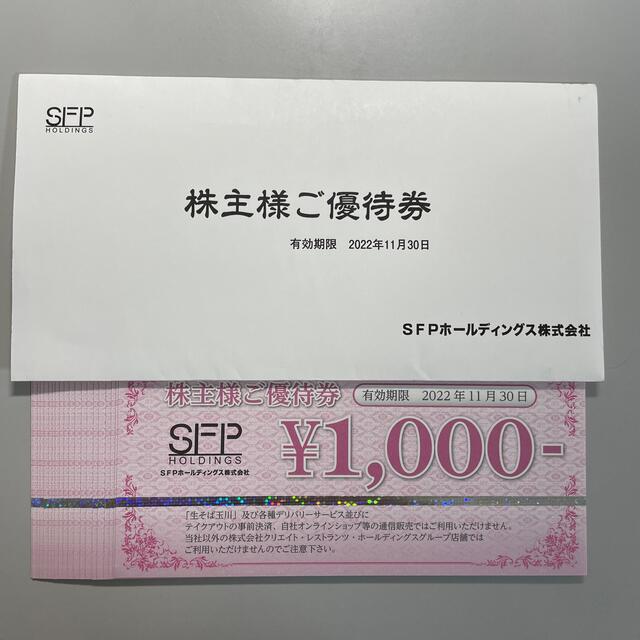 SFP
HOLDINGS
株主様ご優待券
有効期限 2022年11月30日
SFPホールディングス株式会社
株主様ご優待券
有効期限 2022年11月30日
SFP
HOLDINGS
SFPホールディングス株式会社
¥1,000-
「生そば玉川」及び各種デリバリーサービス並びに
テイクアウトの事前決済、自社オンラインショップ等の通信販売ではご利用いただけません。
当社以外の株式会社クリエイト・レストランツ・ホールディングスグループ店舗では
ご利用いただけませんのでご注意下さい。